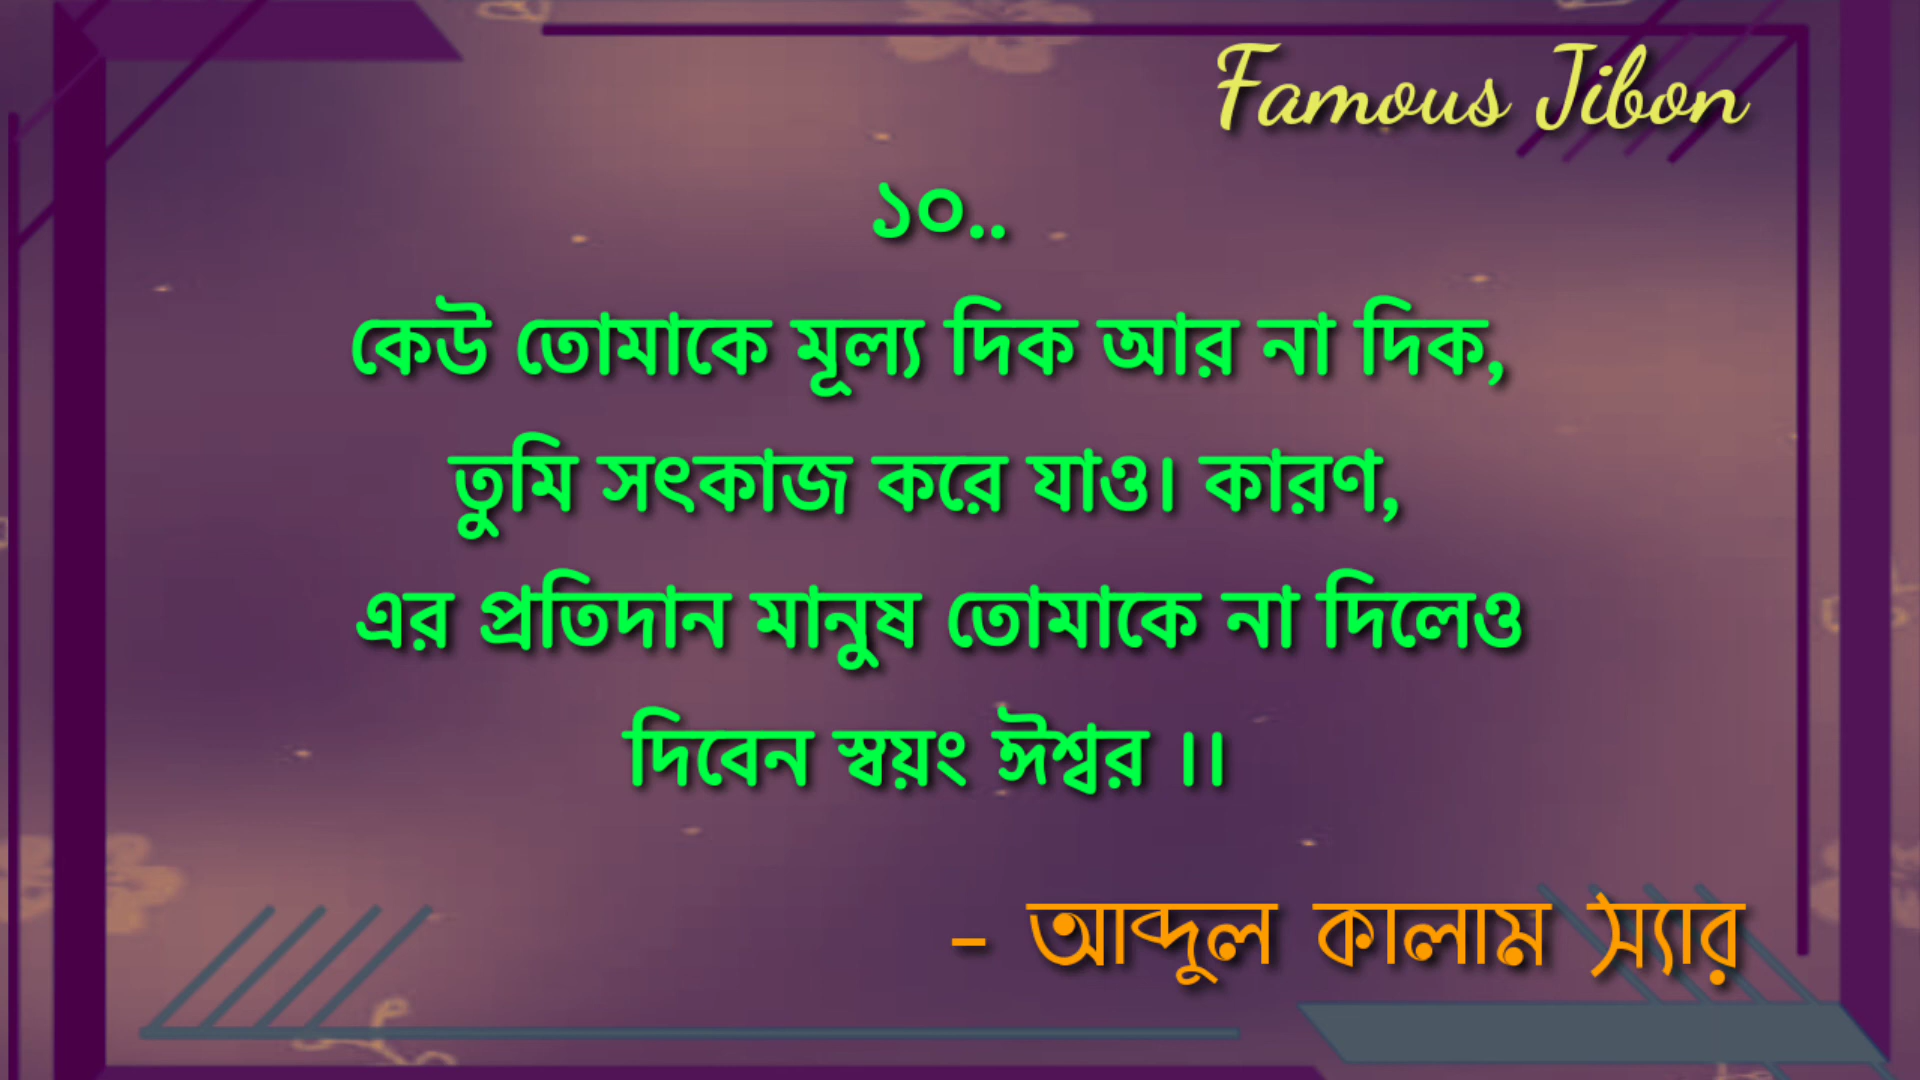 Famous Jibon
১০..
কেউ তোমাকে মূল্য দিক আর না দিক,
তুমি সৎকাজ করে যাও। কারণ,
এর প্রতিদান মানুষ তোমাকে না দিলেও
দিবেন স্বয়ং ঈশ্বর ।।
- আব্দুল কালাম স্যার